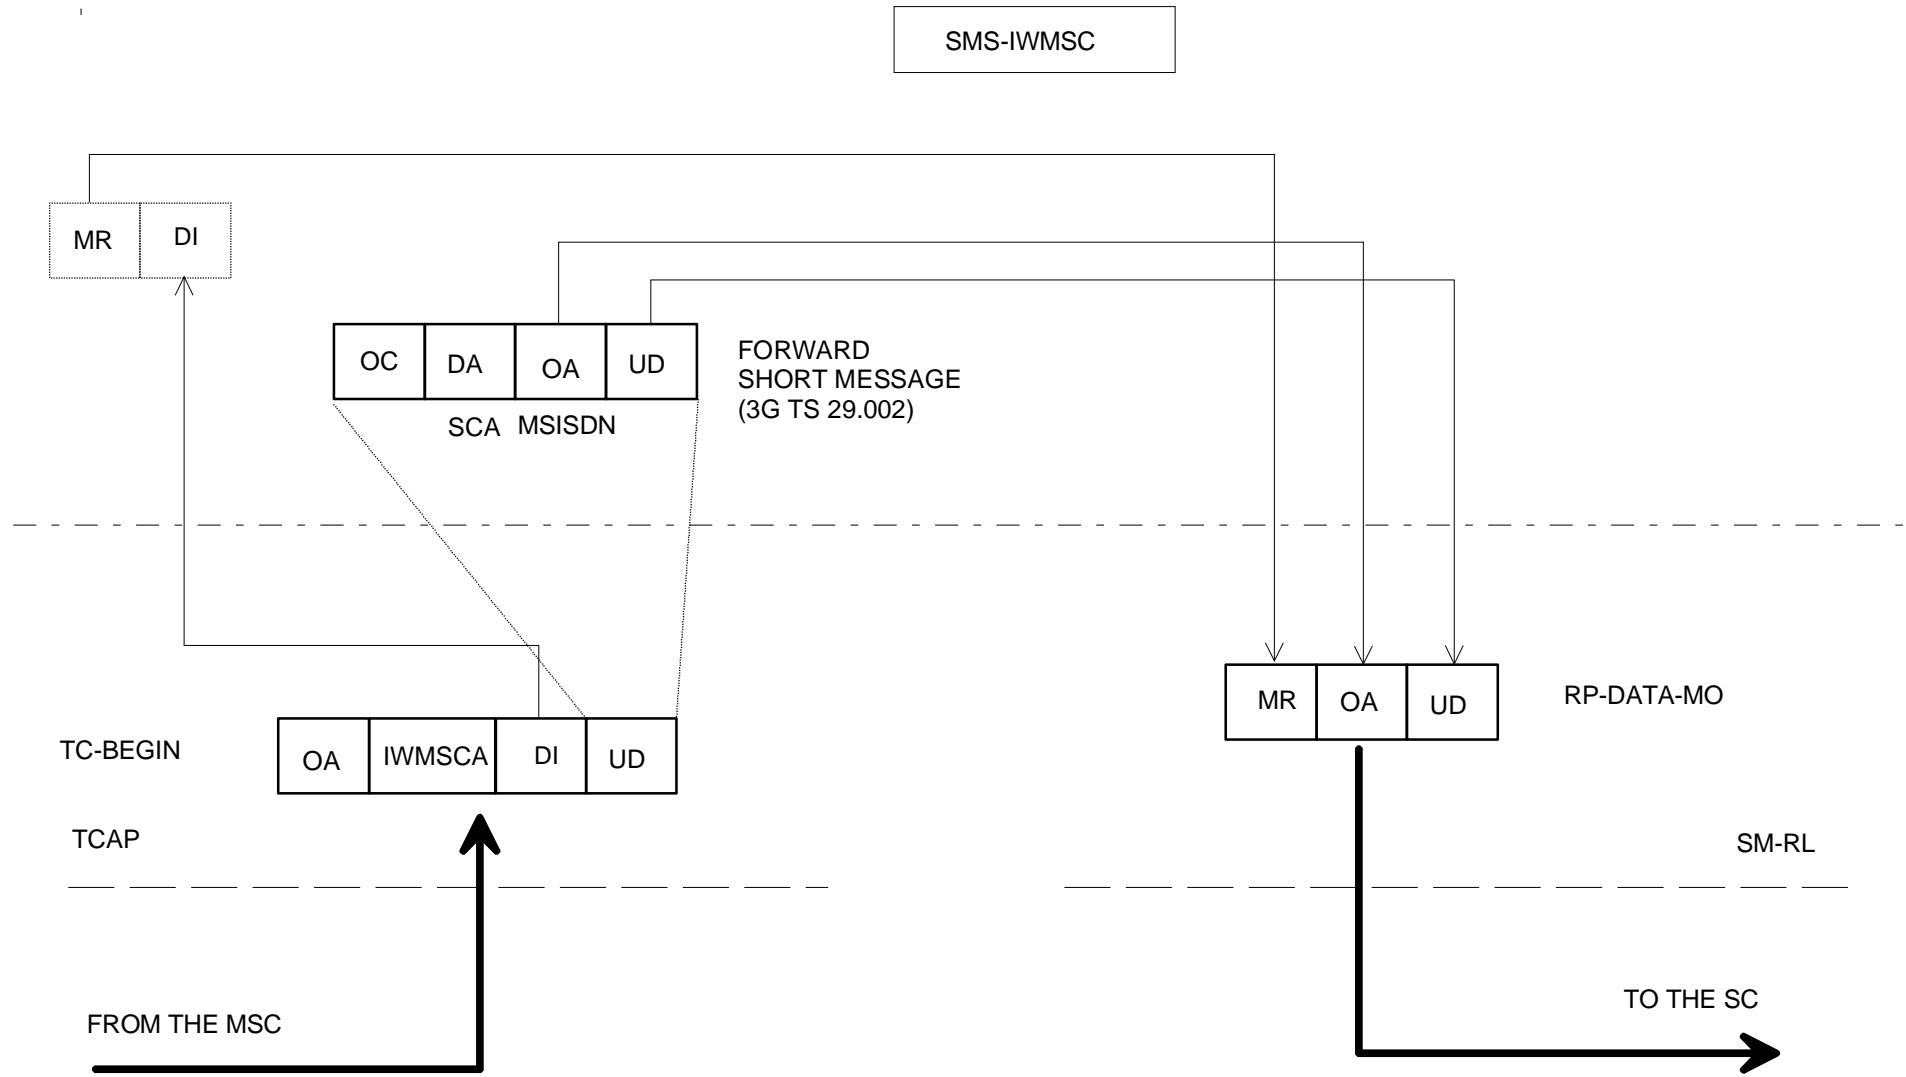 SMS-IWMSC
MR DI
OC DA OA UD
SCA MSISDN
FORWARD
SHORT MESSAGE
(3G TS 29.002)
MR OA UD
RP-DATA-MO
TC-BEGIN
OA IWMSCA DI UD
TCAP
SM-RL
FROM THE MSC
TO THE SC